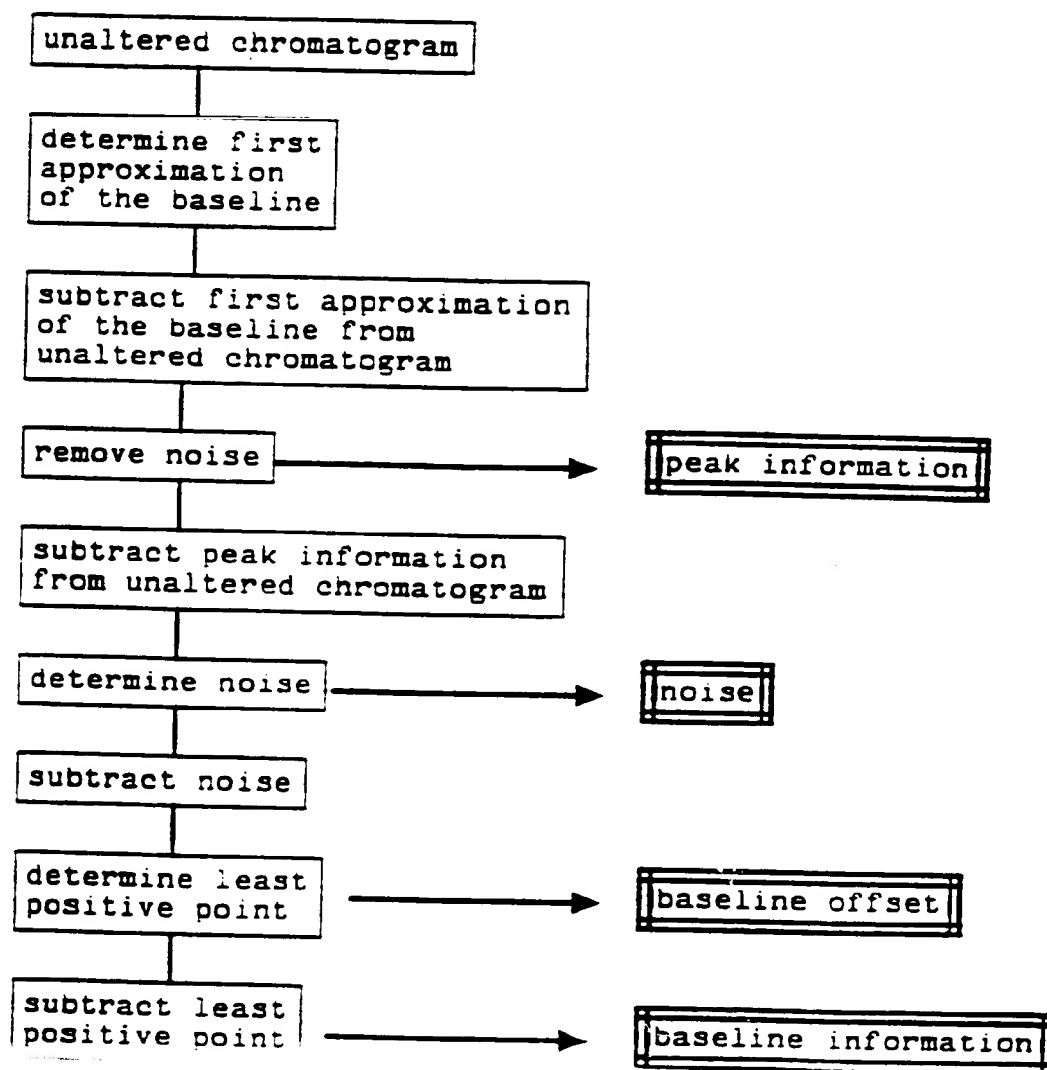 unaltered chromatogram
determine first
approximation
of the baseline
subtract first approximation
of the baseline from
unaltered chromatogram
remove noise
peak information
subtract peak information
from unaltered chromatogram
determine noise
noise
subtract noise
determine least
positive point
baseline offset
subtract least
positive point
baseline information